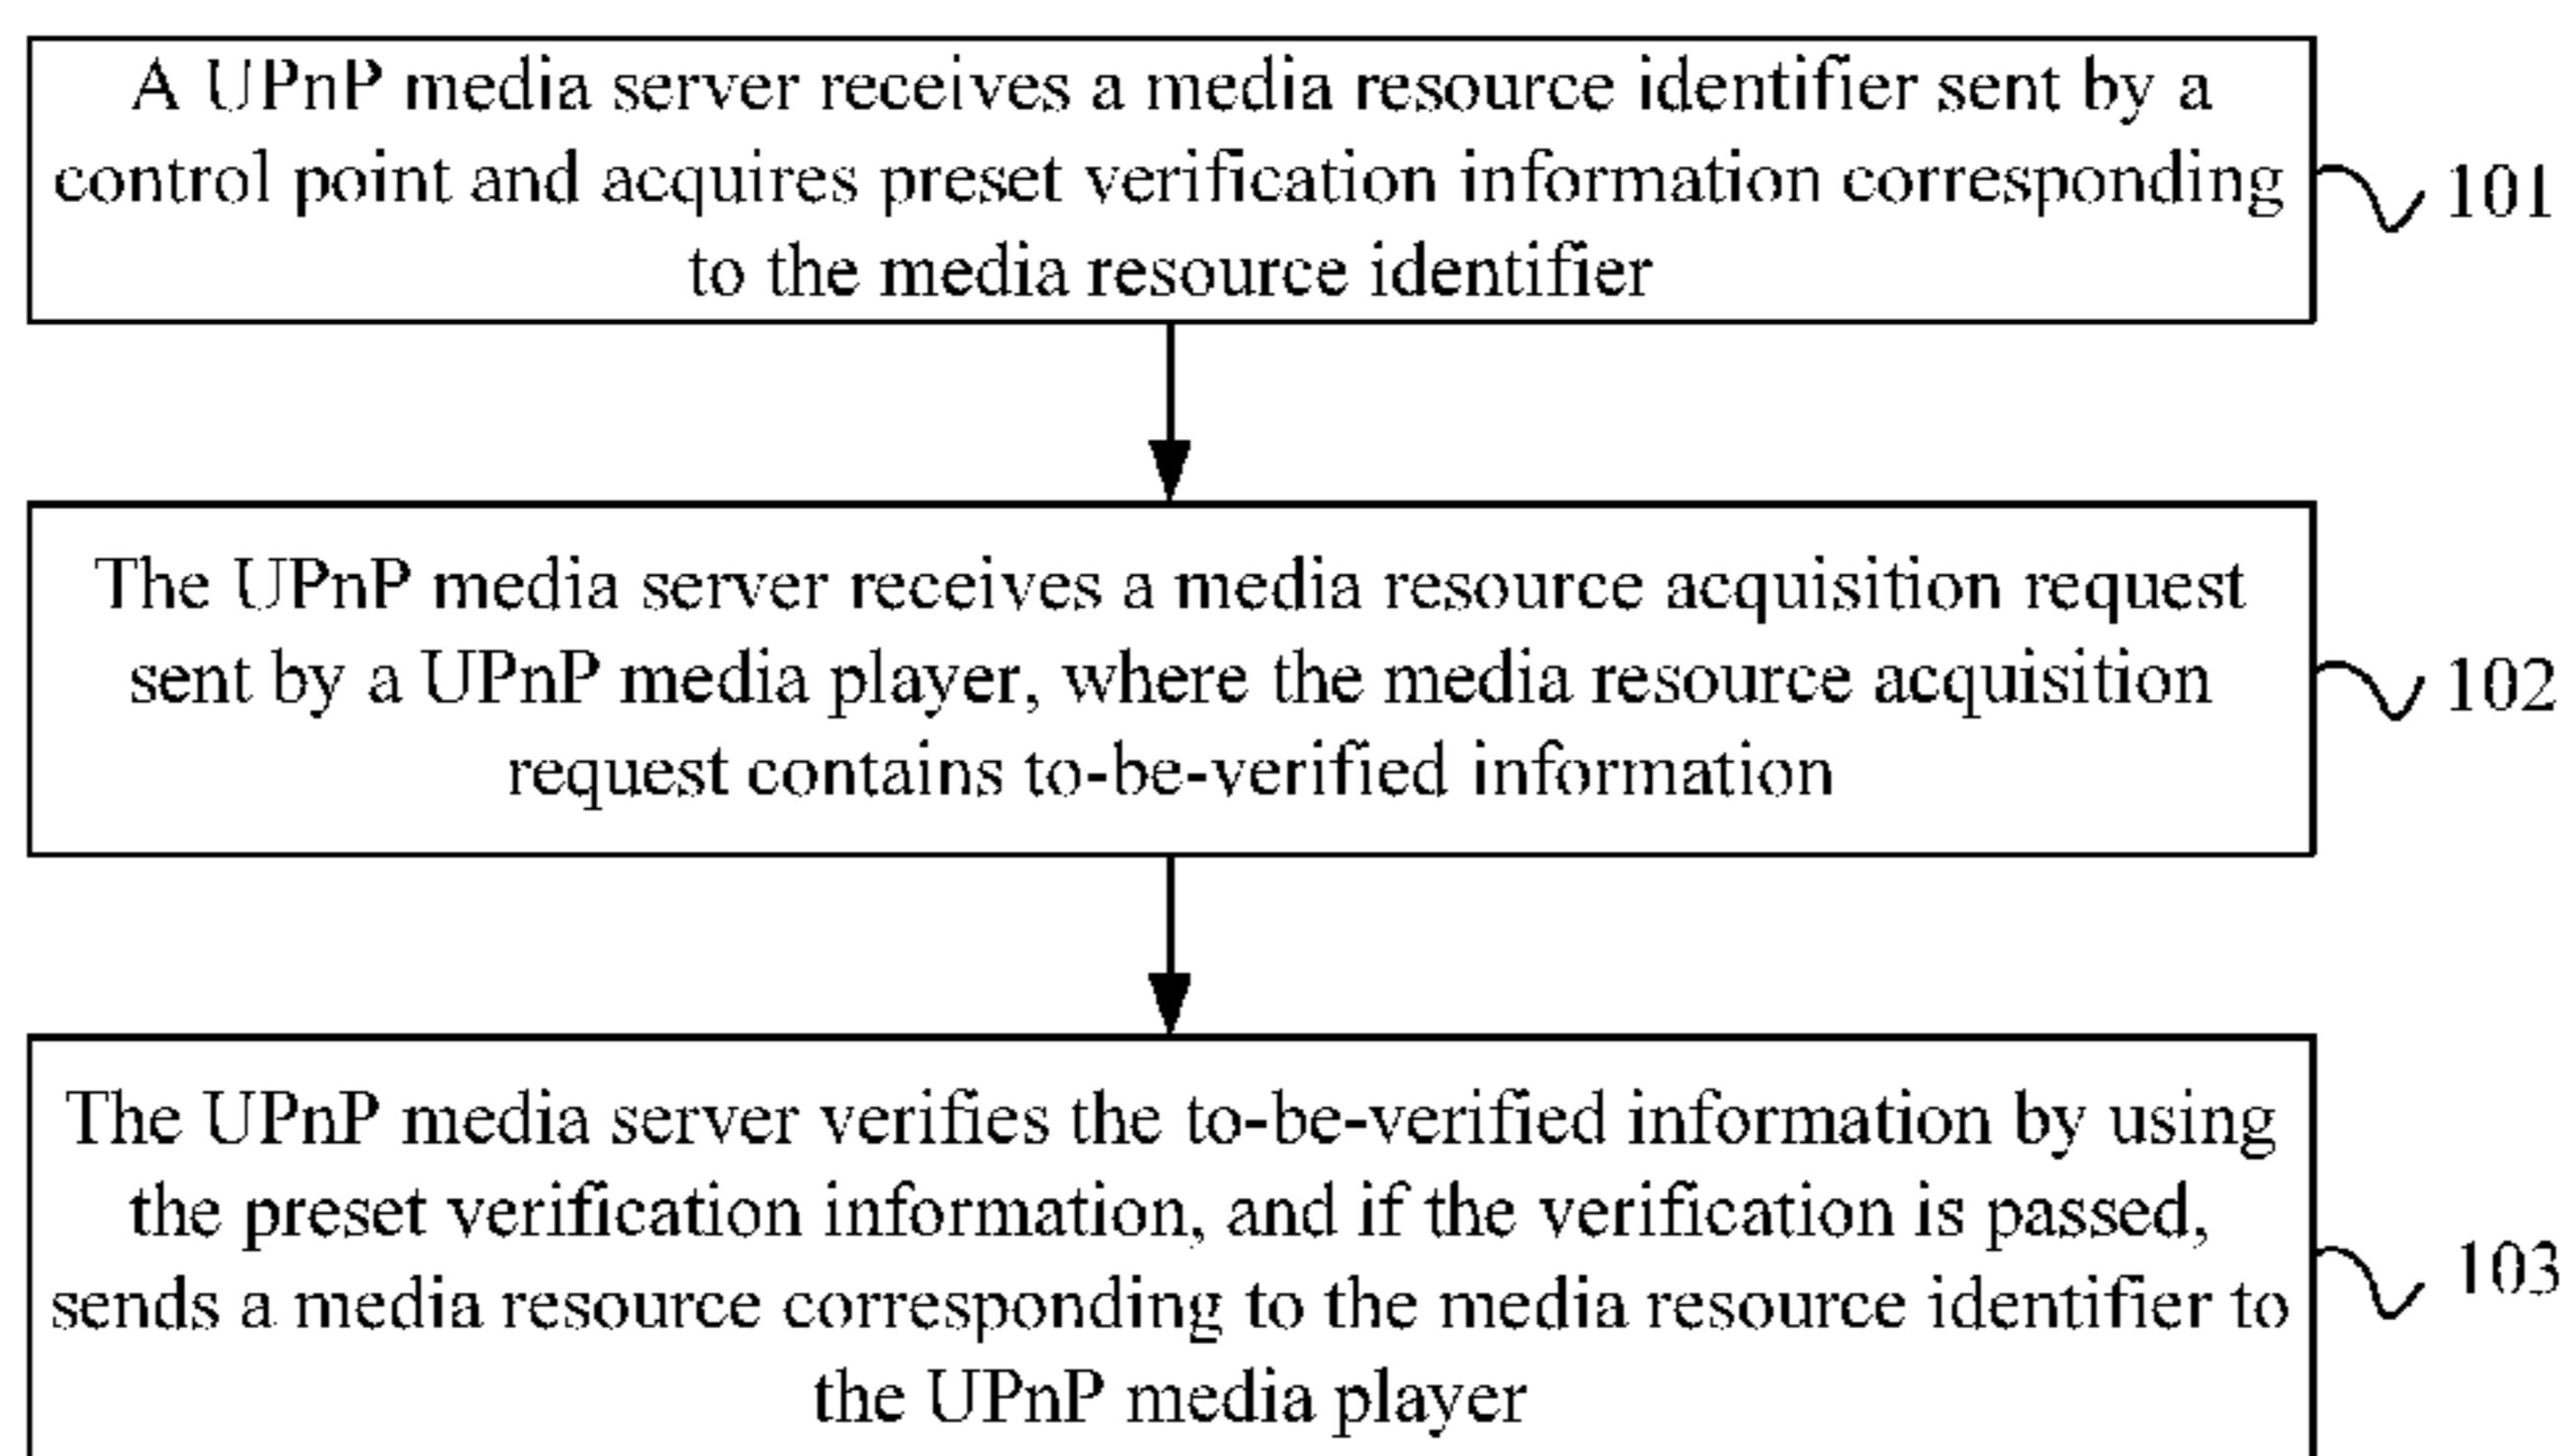 A UPnP media server receives a media resource identifier sent by a
control point and acquires preset verification information corresponding
to the media resource identifier
101
The UPnP media server receives a media resource acquisition request
sent by a UPnP media player, where the media resource acquisition
request contains to-be-verified information
102
The UPnP media server verifies the to-be-verified information by using
the preset verification information, and if the verification is passed,
sends a media resource corresponding to the media resource identifier to
the UPnP media player
103